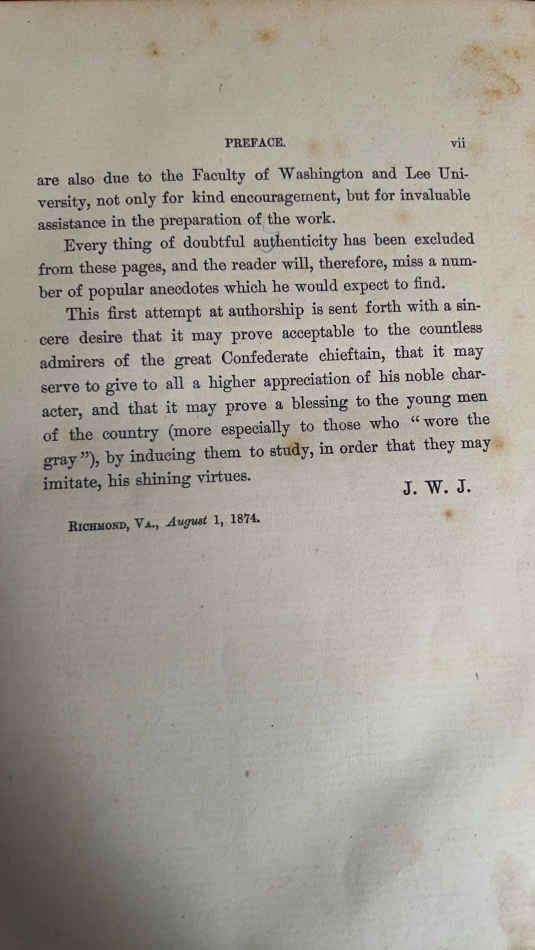 PREFACE. vii
are also due to the Faculty of Washington and Lee Uni-
versity, not only for kind encouragement, but for invaluable
assistance in the preparation of the work.
Every thing of doubtful authenticity has been excluded
from these pages, and the reader will, therefore, miss a num-
ber of popular anecdotes which he would expect to find.
This first attempt at authorship is sent forth with a sin-
cere desire that it may prove acceptable to the countless
admirers of the great Confederate chieftain, that it may
serve to give to all a higher appreciation of his noble char-
acter, and that it may prove a blessing to the young men
of the country (more especially to those who “wore the
gray”), by inducing them to study, in order that they may
imitate, his shining virtues.
J. W. J.
RICHMOND, VA., August 1, 1874.